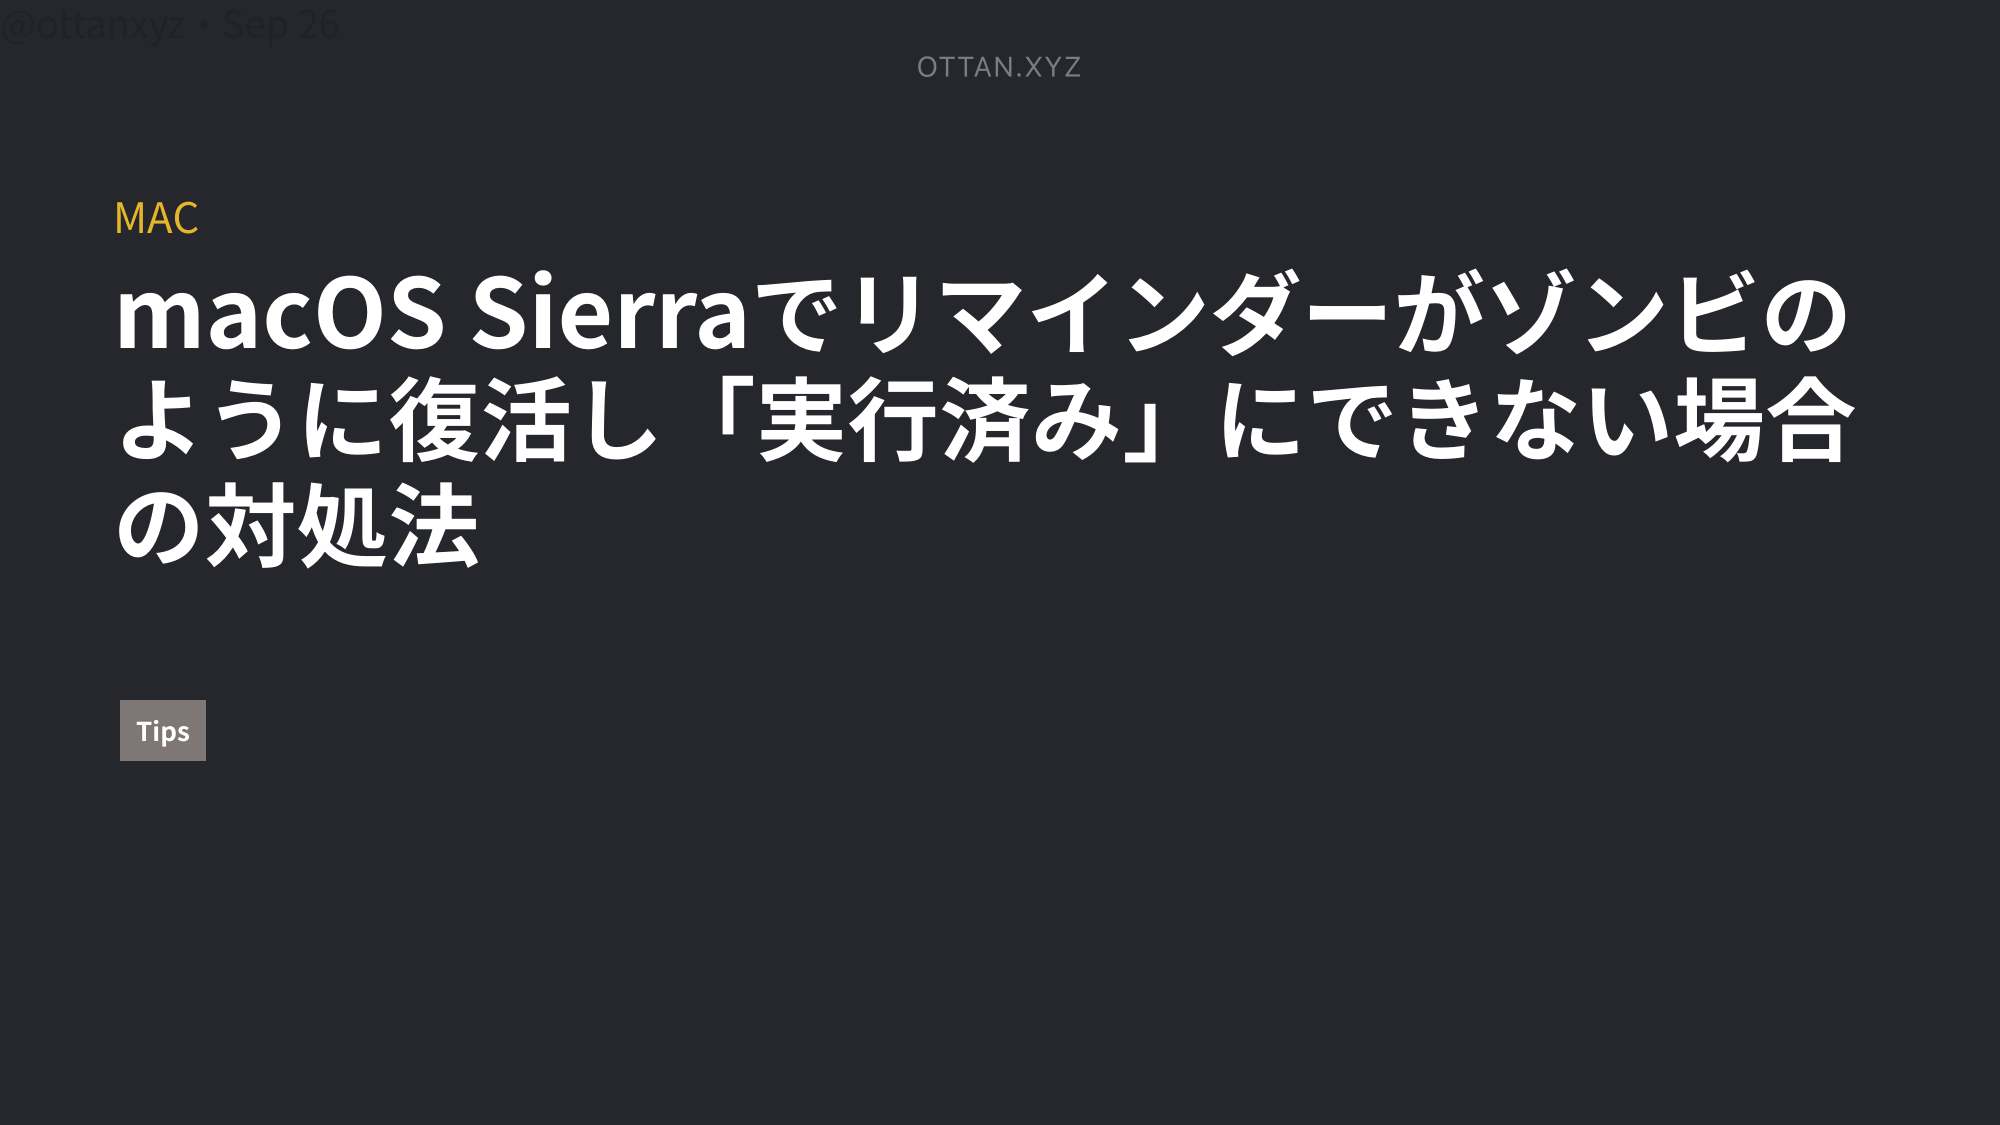 @ottanxyz・Sep 26
OTTAN.XYZ
MAC
macOS Sierraでリマインダーがゾンビの
ように復活し「実行済み」にできない場合
の対処法
Tips